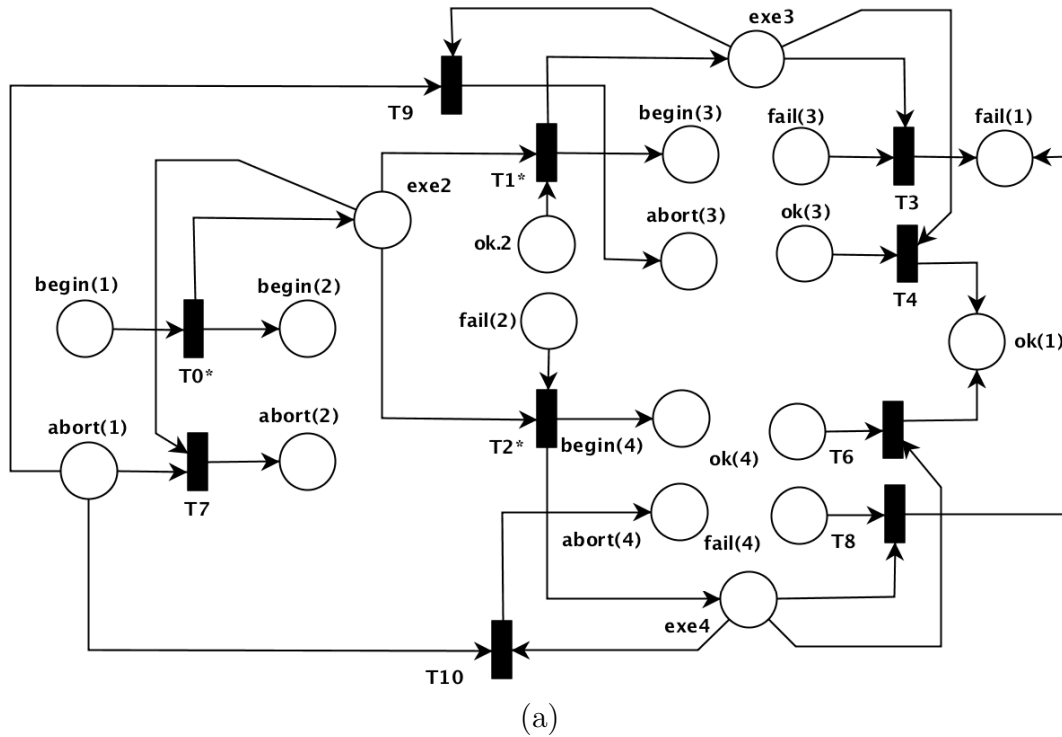 exe3
T9
begin(3)
fail(3)
fail(1)
T1*
T3
exe2
abort(3)
ok(3)
ok.2
begin(1)
begin(2)
T4
fail(2)
ok(1)
T0*
abort(1)
abort(2)
T2*
begin(4)
ok(4)
T6
T7
abort(4)
fail(4)
T8
exe4
T10
(a)